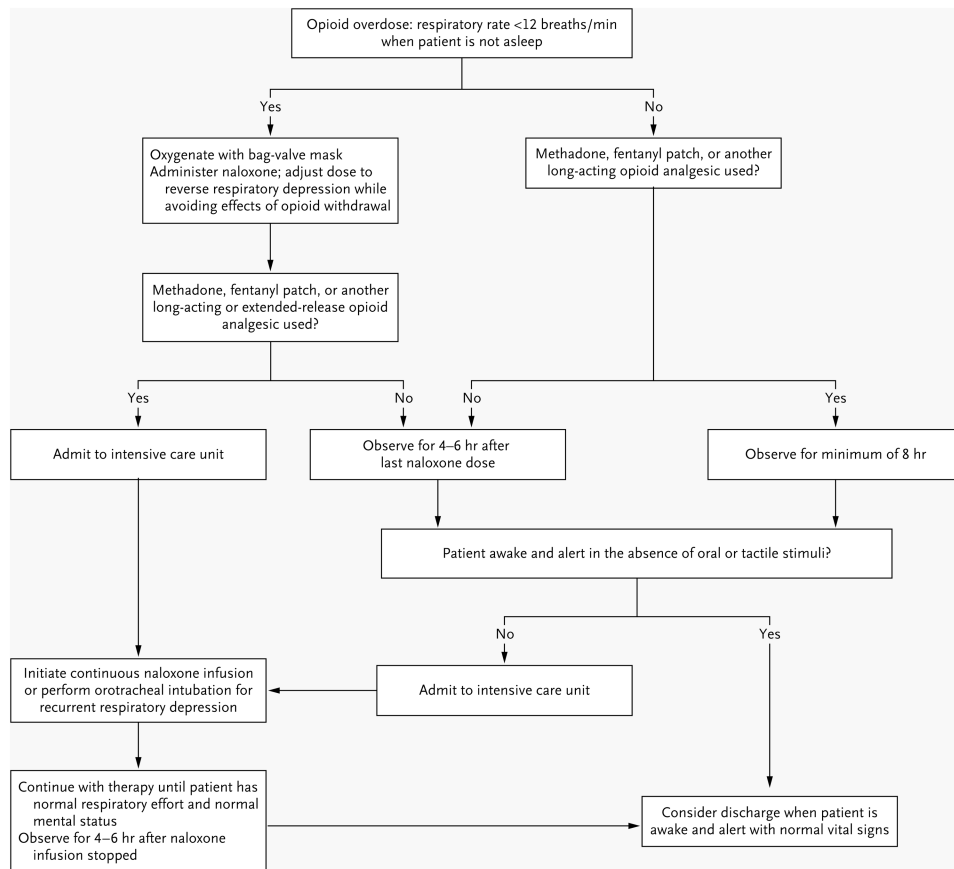 Opioid overdose: respiratory rate <12 breaths/min
when patient is not asleep
Yes
No
Oxygenate with bag-valve mask
Administer naloxone; adjust dose to
reverse respiratory depression while
avoiding effects of opioid withdrawal
Methadone, fentanyl patch, or another
long-acting opioid analgesic used?
Methadone, fentanyl patch, or another
long-acting or extended-release opioid
analgesic used?
Yes
No
No
Yes
Admit to intensive care unit
Observe for 4–6 hr after
last naloxone dose
Observe for minimum of 8 hr
Patient awake and alert in the absence of oral or tactile stimuli?
No
Yes
Initiate continuous naloxone infusion
or perform orotracheal intubation for
recurrent respiratory depression
Admit to intensive care unit
Continue with therapy until patient has
normal respiratory effort and normal
mental status
Observe for 4–6 hr after naloxone
infusion stopped
Consider discharge when patient is
awake and alert with normal vital signs